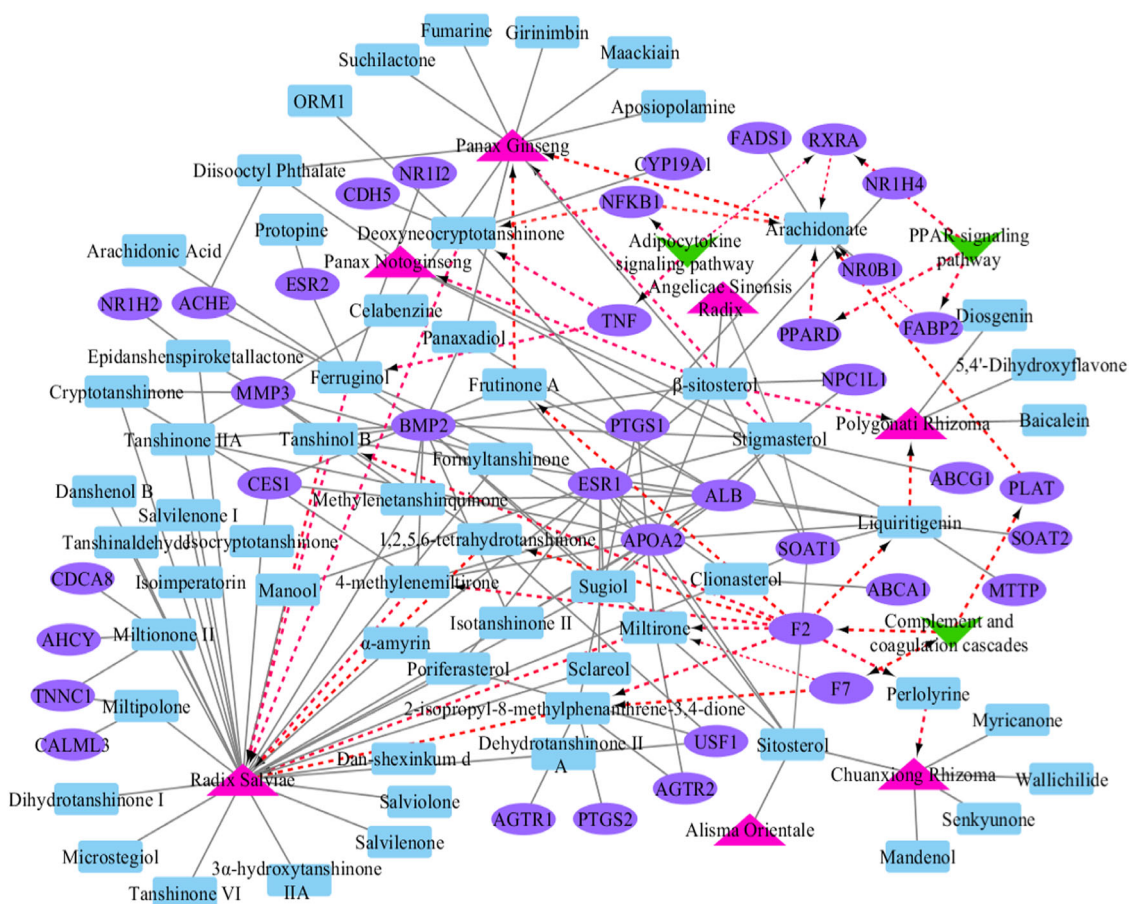 Fumarine
Girinimbin
Suchilactone
Maackiain
ORM1
Aposiopolamine
FADS1
RXRA
Panax Ginseng
Diisooctyl Phthalate
NR1I2
CYP19A1
NR1H4
CDH5
NFKB1
Protopine
Deoxyneocryptotanshinone
Arachidonate
Adipocytokine
signaling pathway
PPAR signaling
pathway
Arachidonic Acid
Panax Notoginseng
NR0B1
ESR2
Angelicae Sinensis
Radix
NR1H2
ACHE
Celabenzine
TNF
PPARD
FABP2
Diosgenin
Epidanshenspiroketallactone
Panaxadiol
5,4'-Dihydroxyflavone
Cryptotanshinone
MMP3
Ferruginol
Frutinone A
β-sitosterol
NPC1L1
Baicalein
Polygonati Rhizoma
Tanshinone IIA
Tanshinol B
BMP2
PTGS1
Stigmasterol
Formyltanshinone
CES1
ESR1
ALB
ABCG1
PLAT
Danshenol B
Salvilenone I
Methylenetanshinquinone
Liquiritigenin
Tanshinaldehyde
Isocryptotanshinone
1,2,5,6-tetrahydrotanshinone
APOA2
SOAT1
SOAT2
CDCA8
Isoimperatorin
Manool
4-methylenemiltirone
Sugiol
Clionasterol
ABCA1
MTTP
AHCY
Miltionone II
α-amyrin
Isotanshinone II
Miltirone
F2
Complement and
coagulation cascades
TNNC1
Miltipolone
Poriferasterol
Sclareol
F7
Perlolyrine
2-isopropyl-8-methylphenanthrene-3,4-dione
Myricanone
CALML3
Dan-shexinkum d
Dehydrotanshinone II
A
USF1
Sitosterol
Radix Salviae
Chuanxiong Rhizoma
Wallichilide
Dihydrotanshinone I
Salviolone
AGTR2
AGTR1
PTGS2
Alisma Orientale
Senkyunone
Salvilenone
Microstegiol
Mandenol
3α-hydroxytanshinone
IIA
Tanshinone VI